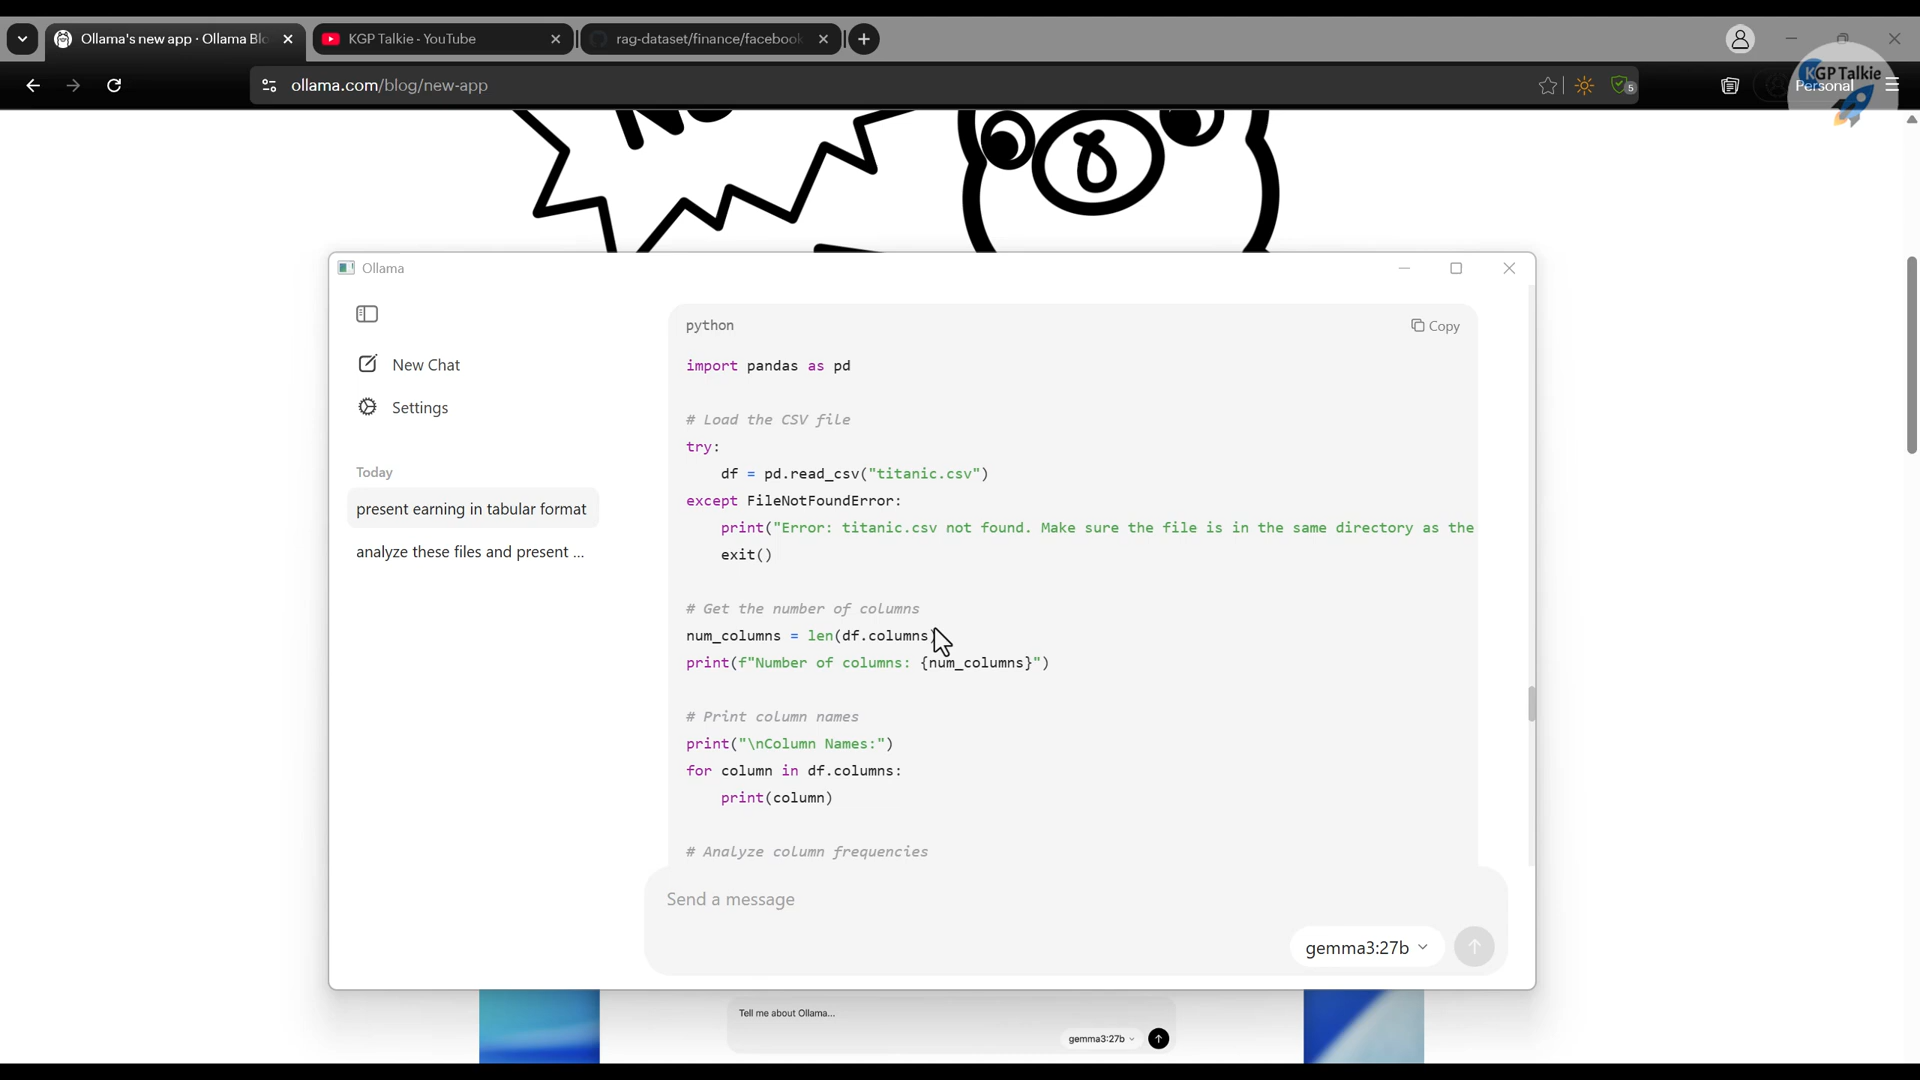 Ollama's new app · Ollama Blo
KGP Talkie - YouTube
rag-dataset/finance/facebook
ollama.com/blog/new-app
5
KGP Talkie
Personal
Ollama
New Chat
Settings
Today
present earning in tabular format
analyze these files and present ...
python
Copy
import pandas as pd
# Load the CSV file
try:
    df = pd.read_csv("titanic.csv")
except FileNotFoundError:
    print("Error: titanic.csv not found. Make sure the file is in the same directory as the
    exit()
# Get the number of columns
num_columns = len(df.columns)
print(f"Number of columns: {num_columns}")
# Print column names
print("\nColumn Names:")
for column in df.columns:
    print(column)
# Analyze column frequencies
Send a message
gemma3:27b
Tell me about Ollama...
gemma3:27b